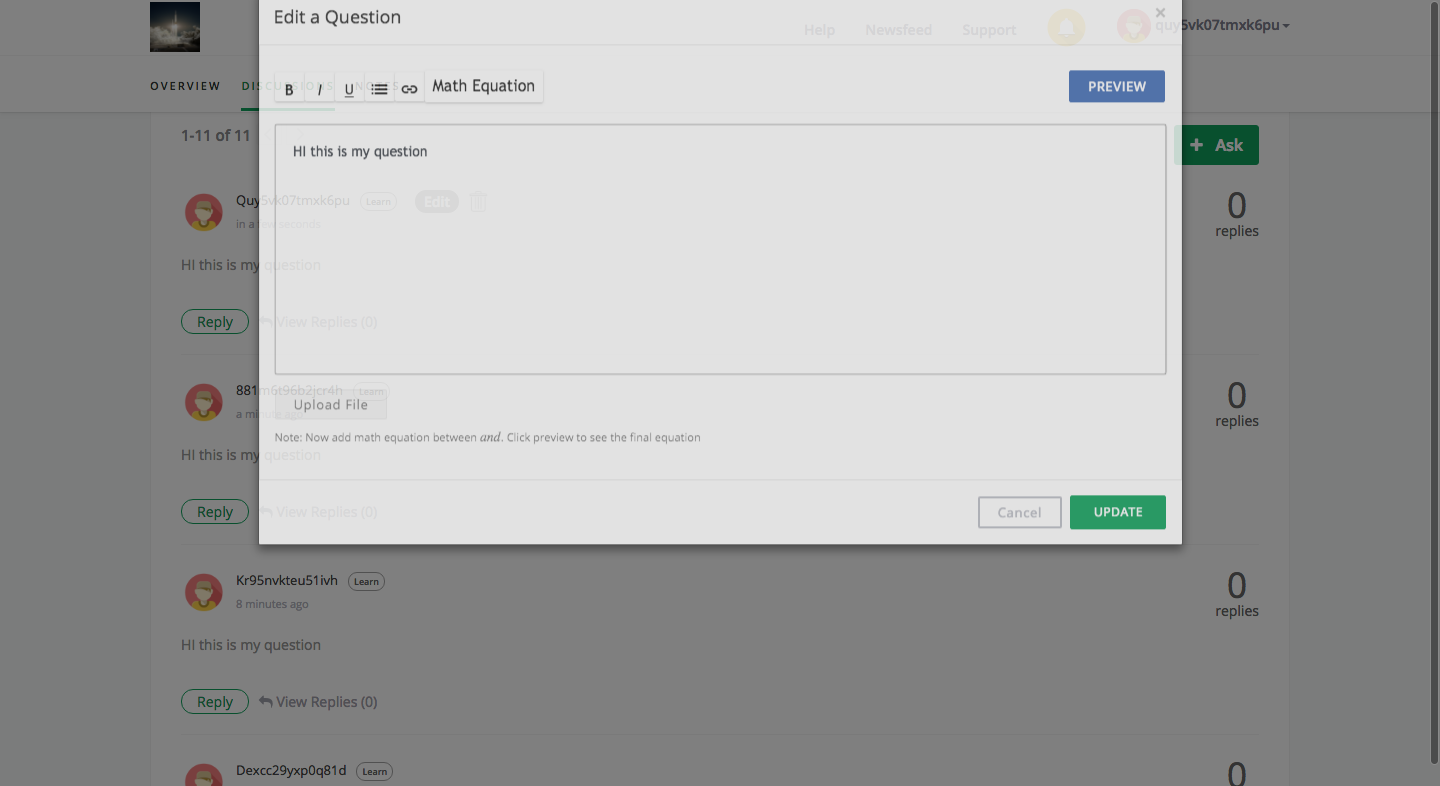 Edit a Question
×
Help
Newsfeed
Support
quy5vk07tmxk6pu
OVERVIEW
DISCUSSIONS
NOTES
B I U
Math Equation
PREVIEW
1-11 of 11
HI this is my question
+ Ask
Quy5vk07tmxk6pu
Learn
Edit
in a few seconds
0
replies
HI this is my question
Reply
View Replies (0)
881m6t96b2jcr4h
Learn
a minute ago
0
replies
Upload File
Note: Now add math equation between and. Click preview to see the final equation
HI this is my question
Reply
View Replies (0)
Cancel
UPDATE
Kr95nvkteu51ivh
Learn
8 minutes ago
0
replies
HI this is my question
Reply
View Replies (0)
Dexcc29yxp0q81d
Learn
0